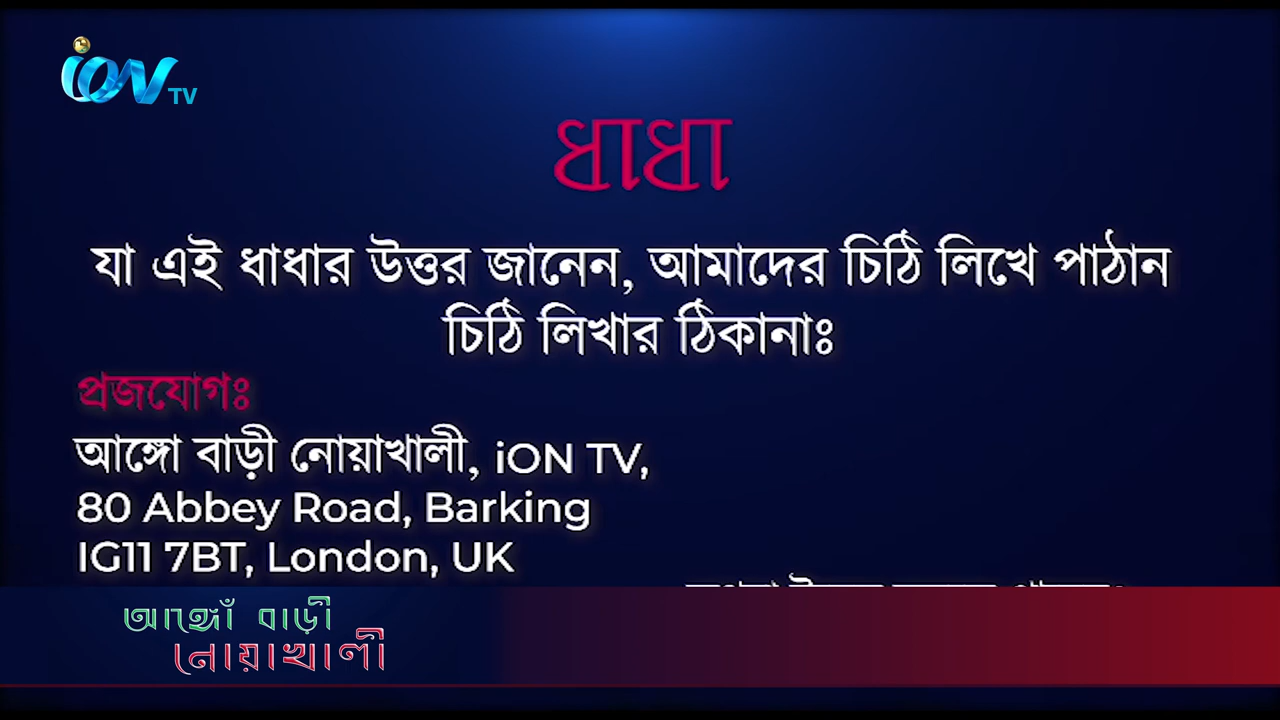 iON TV
ধাধা
যা এই ধাধার উত্তর জানেন, আমাদের চিঠি লিখে পাঠান
চিঠি লিখার ঠিকানাঃ
প্রজযোগঃ
আঙ্গো বাড়ী নোয়াখালী, iON TV,
80 Abbey Road, Barking
IG11 7BT, London, UK
আঙ্গোঁ বাড়ী
নোয়াখালী